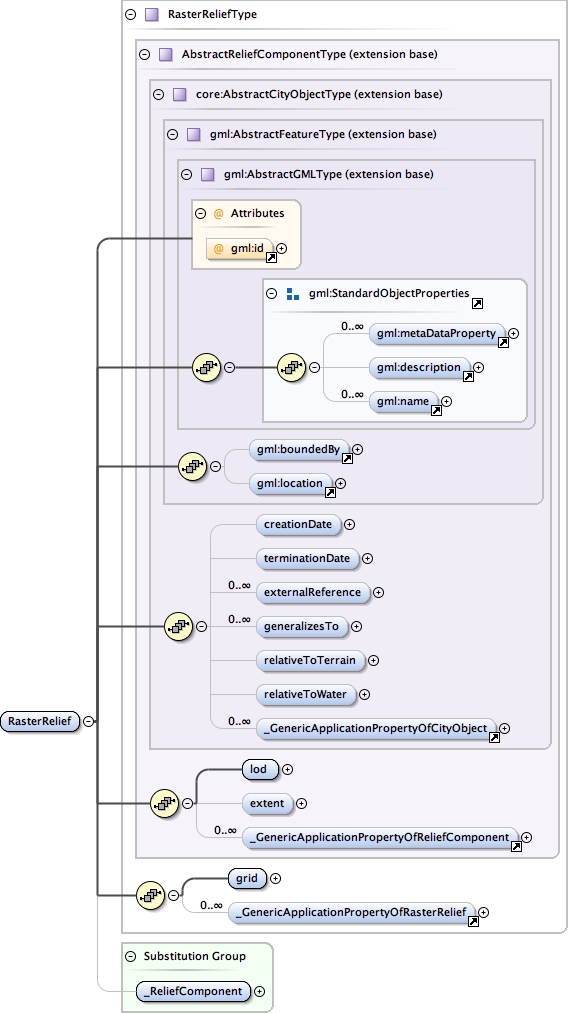 RasterReliefType
AbstractReliefComponentType (extension base)
core:AbstractCityObjectType (extension base)
gml:AbstractFeatureType (extension base)
gml:AbstractGMLType (extension base)
@ Attributes
@ gml:id
gml:StandardObjectProperties
0..∞
gml:metaDataProperty
gml:description
0..∞
gml:name
gml:boundedBy
gml:location
creationDate
terminationDate
0..∞
externalReference
0..∞
generalizesTo
relativeToTerrain
relativeToWater
RasterRelief
0..∞
_GenericApplicationPropertyOfCityObject
lod
extent
0..∞
_GenericApplicationPropertyOfReliefComponent
grid
0..∞
_GenericApplicationPropertyOfRasterRelief
Substitution Group
_ReliefComponent